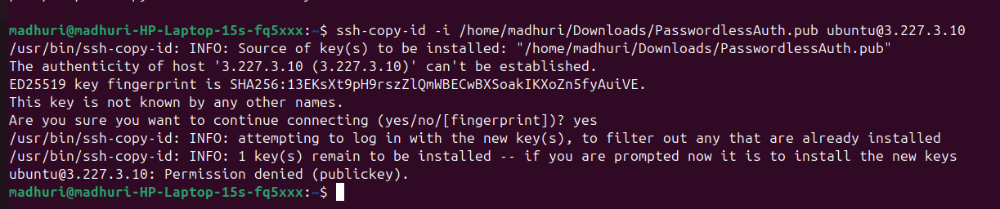 madhuri@madhuri-HP-Laptop-15s-fq5xxx:~$ ssh-copy-id -i /home/madhuri/Downloads/PasswordlessAuth.pub ubuntu@3.227.3.10
/usr/bin/ssh-copy-id: INFO: Source of key(s) to be installed: "/home/madhuri/Downloads/PasswordlessAuth.pub"
The authenticity of host '3.227.3.10 (3.227.3.10)' can't be established.
ED25519 key fingerprint is SHA256:13EKsXt9pH9rszZlQmWBECwBXSoakIKXoZn5fyAuiVE.
This key is not known by any other names.
Are you sure you want to continue connecting (yes/no/[fingerprint])? yes
/usr/bin/ssh-copy-id: INFO: attempting to log in with the new key(s), to filter out any that are already installed
/usr/bin/ssh-copy-id: INFO: 1 key(s) remain to be installed -- if you are prompted now it is to install the new keys
ubuntu@3.227.3.10: Permission denied (publickey).
madhuri@madhuri-HP-Laptop-15s-fq5xxx:~$